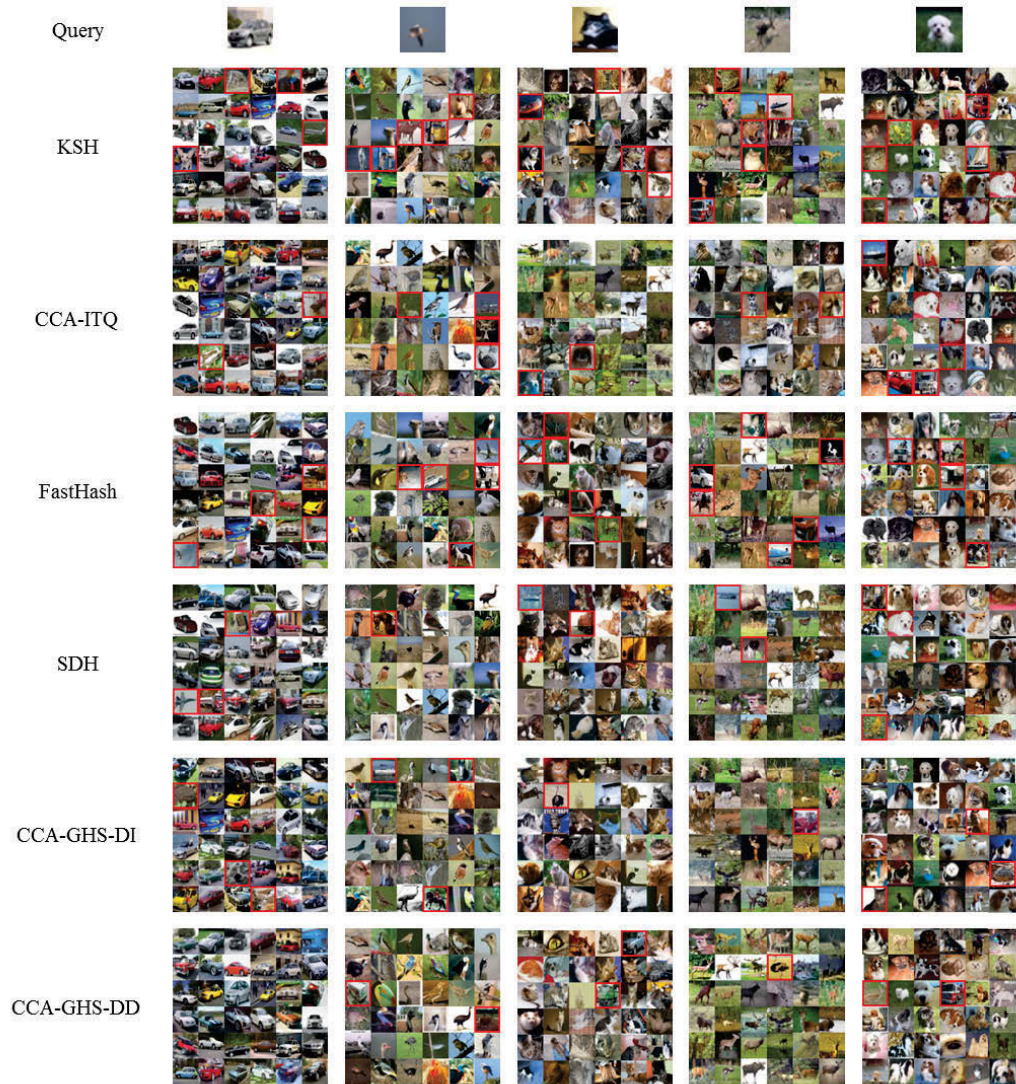 Query
KSH
CCA-ITQ
FastHash
SDH
CCA-GHS-DI
CCA-GHS-DD